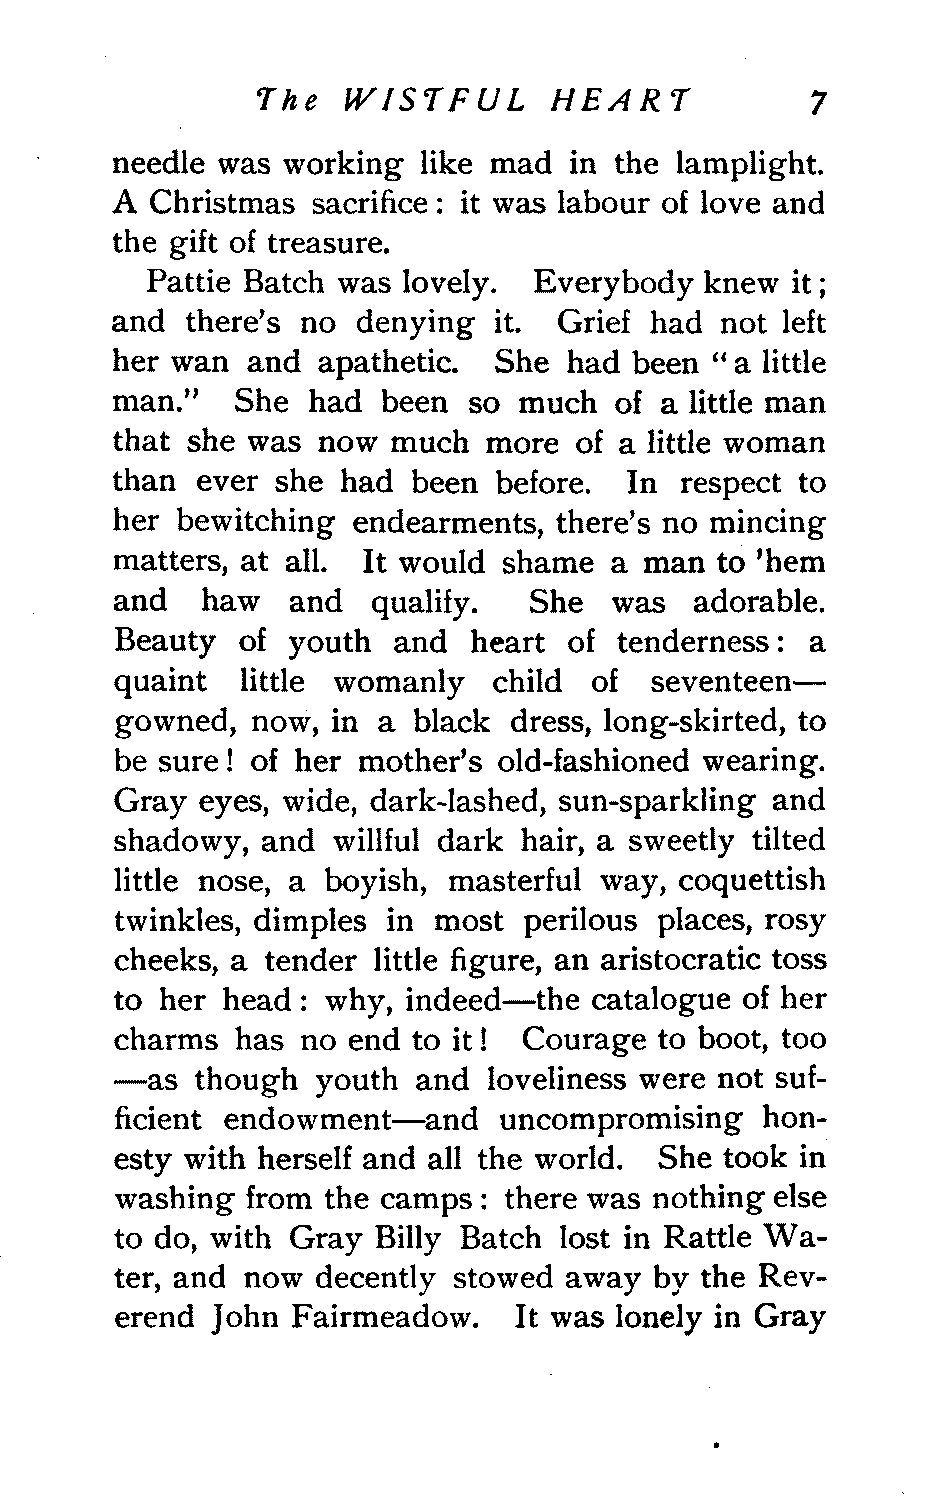 The WISTFUL HEART 7
needle was working like mad in the lamplight.
A Christmas sacrifice : it was labour of love and
the gift of treasure.
Pattie Batch was lovely. Everybody knew it ;
and there's no denying it. Grief had not left
her wan and apathetic. She had been “ a little
man.” She had been so much of a little man
that she was now much more of a little woman
than ever she had been before. In respect to
her bewitching endearments, there's no mincing
matters, at all. It would shame a man to 'hem
and haw and qualify. She was adorable.
Beauty of youth and heart of tenderness : a
quaint little womanly child of seventeen—
gowned, now, in a black dress, long-skirted, to
be sure ! of her mother's old-fashioned wearing.
Gray eyes, wide, dark-lashed, sun-sparkling and
shadowy, and willful dark hair, a sweetly tilted
little nose, a boyish, masterful way, coquettish
twinkles, dimples in most perilous places, rosy
cheeks, a tender little figure, an aristocratic toss
to her head : why, indeed—the catalogue of her
charms has no end to it ! Courage to boot, too
—as though youth and loveliness were not suf-
ficient endowment—and uncompromising hon-
esty with herself and all the world. She took in
washing from the camps : there was nothing else
to do, with Gray Billy Batch lost in Rattle Wa-
ter, and now decently stowed away by the Rev-
erend John Fairmeadow. It was lonely in Gray